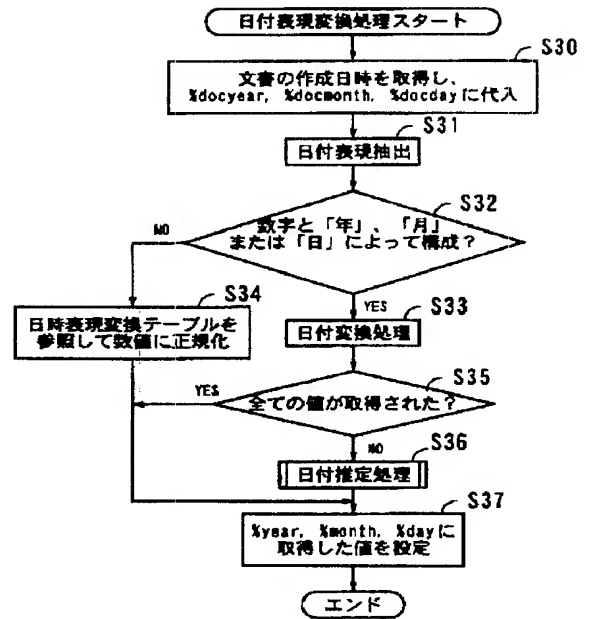 日付表現変換処理スタート
S30
文書の作成日時を取得し、
%docyear, %docmonth, %docdayに代入
S31
日付表現抽出
S32
数字と「年」、「月」
または「日」によって構成？
NO
YES
S34
日時表現変換テーブルを
参照して数値に正規化
S33
日付変換処理
S35
全ての値が取得された？
YES
NO
S36
日付推定処理
S37
%year, %month, %dayに
取得した値を設定
エンド